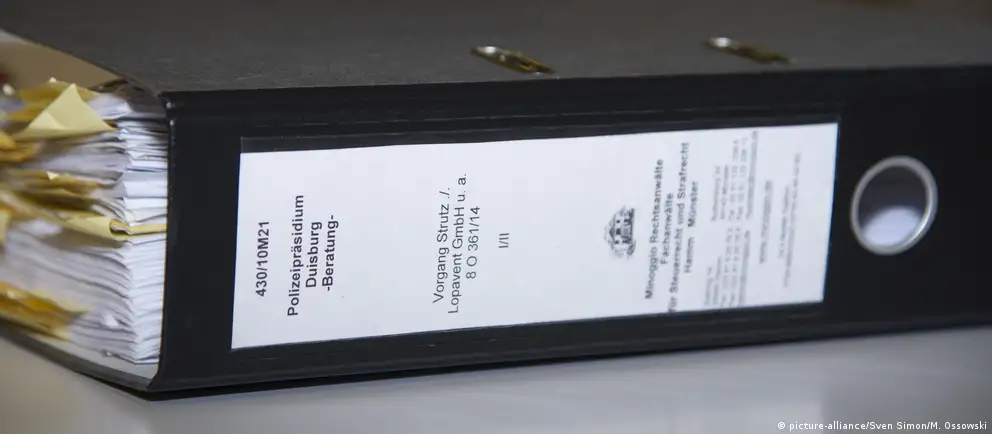 430/10M21
Polizeipräsidium
Duisburg
-Beratung-
Vorgang Strutz ./.
Lopavent GmbH u. a.
8 O 361/14
I/II
Minoggio Rechtsanwälte
Fachanwälte
für Steuerrecht und Strafrecht
Hamm Münster
© picture-alliance/Sven Simon/M. Ossowski